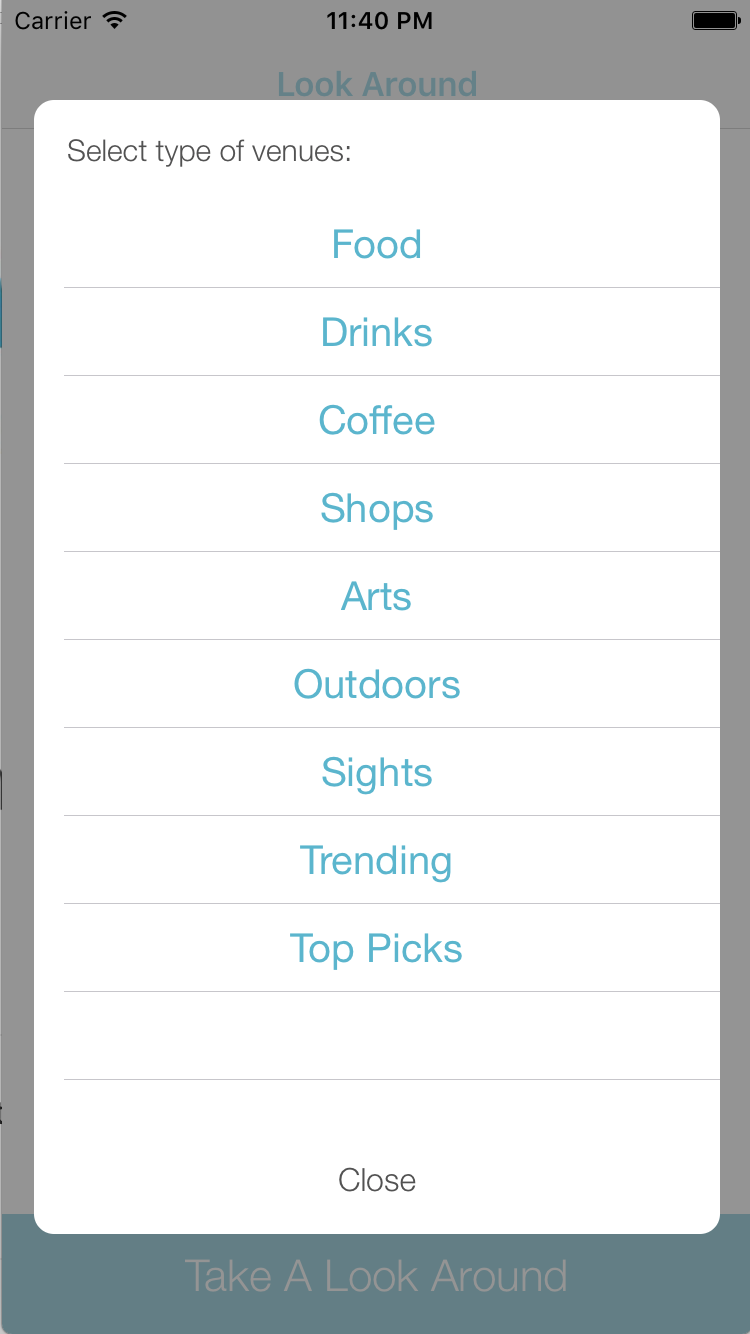 Carrier 11:40 PM
Look Around
Select type of venues:
Food
Drinks
Coffee
Shops
Arts
Outdoors
Sights
Trending
Top Picks
Close
Take A Look Around